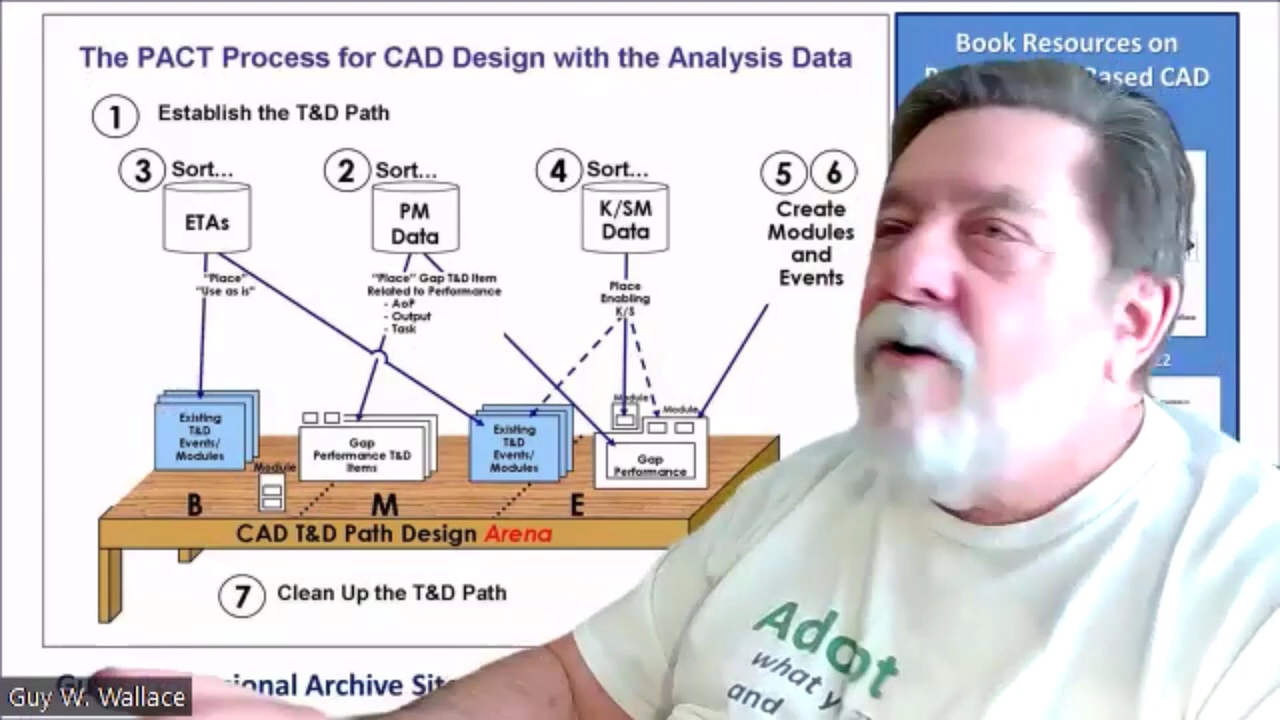 The PACT Process for CAD Design with the Analysis Data
1
Establish the T&D Path
3
Sort...
ETAs
"Place"
"Use as is"
2
Sort...
PM
Data
"Place" Gap T&D Item
Related to Performance
- AoP
- Output
- Task
4
Sort...
K/SM
Data
Place
Enabling
K/S
5 6
Create
Modules
and
Events
Existing
T&D
Events/
Modules
Module
Gap
Performance T&D
Items
Existing
T&D
Events/
Modules
Module
Module
Gap
Performance
B M E
CAD T&D Path Design Arena
7
Clean Up the T&D Path
Book Resources on
Based CAD
Archive
Guy W. Wallace
Adopt
what
and